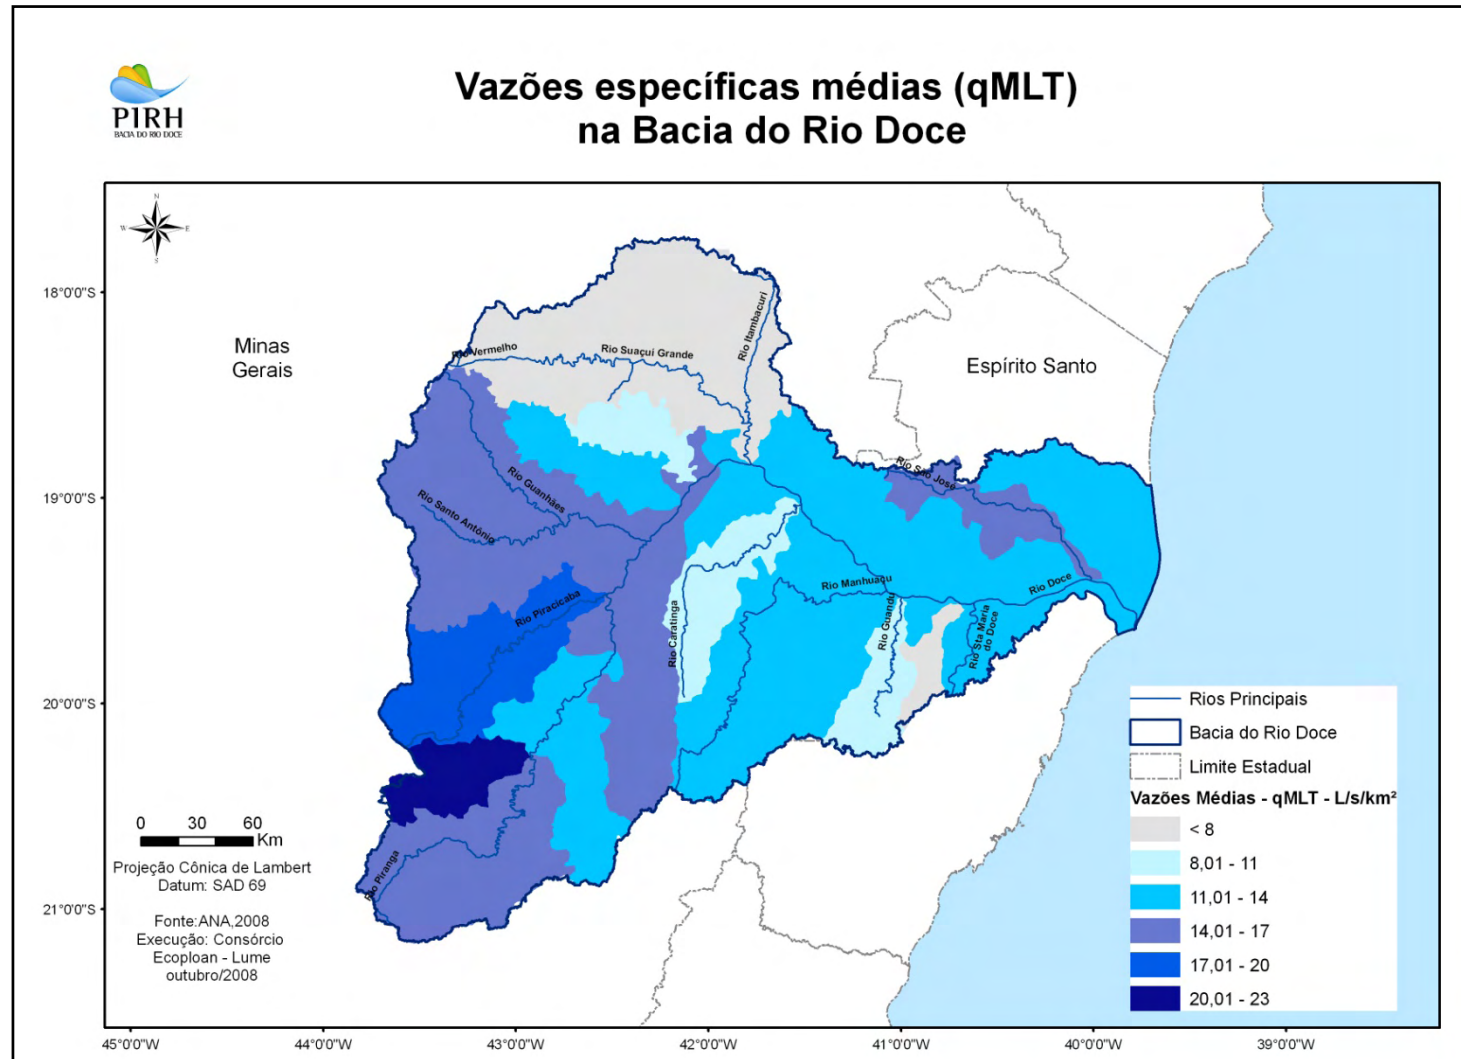 PIRH
BACIA DO RIO DOCE
Vazões específicas médias (qMLT)
na Bacia do Rio Doce
N
W
E
S
18°0'0"S
19°0'0"S
20°0'0"S
21°0'0"S
Minas
Gerais
Espírito Santo
Rio Vermelho
Rio Suaçuí Grande
Rio Itambacuri
Rio Guanhães
Rio Santo Antônio
Rio São José
Rio Piracicaba
Rio Caratinga
Rio Manhuaçu
Rio Guandu
Rio Sta Maria
do Doce
Rio Doce
Rio Piranga
0 30 60
Km
Projeção Cônica de Lambert
Datum: SAD 69
Fonte:ANA,2008
Execução: Consórcio
Ecoploan - Lume
outubro/2008
Rios Principais
Bacia do Rio Doce
Limite Estadual
Vazões Médias - qMLT - L/s/km²
< 8
8,01 - 11
11,01 - 14
14,01 - 17
17,01 - 20
20,01 - 23
45°0'0"W
44°0'0"W
43°0'0"W
42°0'0"W
41°0'0"W
40°0'0"W
39°0'0"W